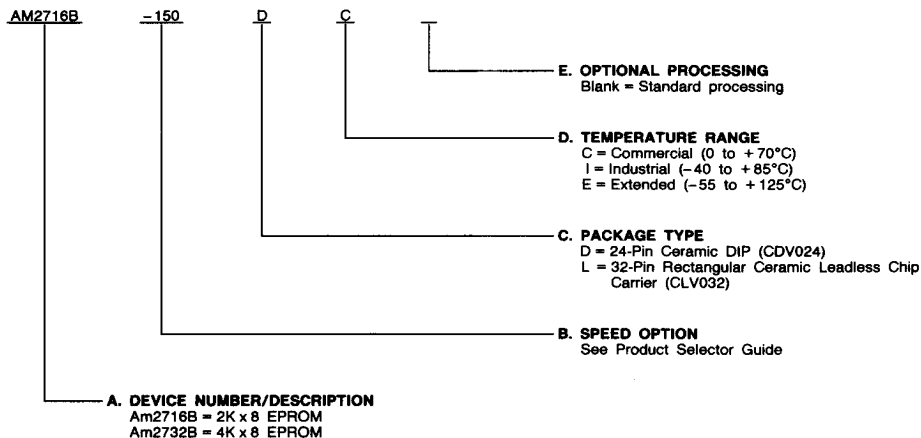 AM2716B -150 D C
E. OPTIONAL PROCESSING
Blank = Standard processing
D. TEMPERATURE RANGE
C = Commercial (0 to +70°C)
I = Industrial (-40 to +85°C)
E = Extended (-55 to +125°C)
C. PACKAGE TYPE
D = 24-Pin Ceramic DIP (CDV024)
L = 32-Pin Rectangular Ceramic Leadless Chip
Carrier (CLV032)
B. SPEED OPTION
See Product Selector Guide
A. DEVICE NUMBER/DESCRIPTION
Am2716B = 2K x 8 EPROM
Am2732B = 4K x 8 EPROM